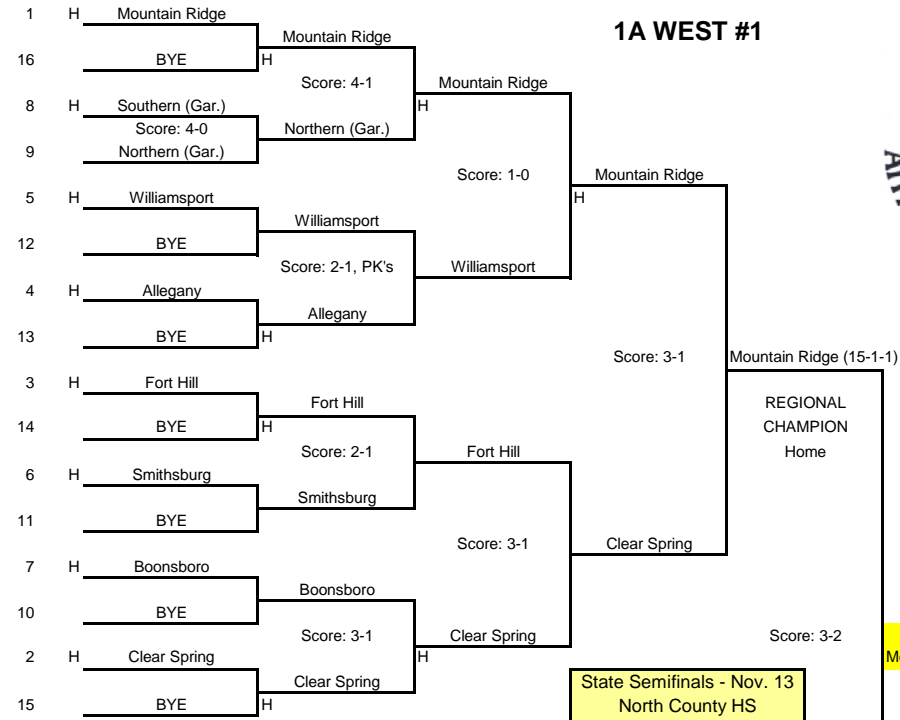 1A WEST #1
1 H Mountain Ridge
Mountain Ridge
16 BYE H
Score: 4-1 Mountain Ridge
8 H Southern (Gar.) H
Score: 4-0 Northern (Gar.)
9 Northern (Gar.)
Score: 1-0 Mountain Ridge
5 H Williamsport H
Williamsport
12 BYE
Score: 2-1, PK's Williamsport
4 H Allegany
Allegany
13 BYE H
Score: 3-1 Mountain Ridge (15-1-1)
3 H Fort Hill
Fort Hill REGIONAL
14 BYE H CHAMPION
Score: 2-1 Fort Hill Home
6 H Smithsburg
Smithsburg
11 BYE
Score: 3-1 Clear Spring
7 H Boonsboro
Boonsboro
10 BYE
Score: 3-1 Clear Spring Score: 3-2
2 H Clear Spring H
Clear Spring State Semifinals - Nov. 13
15 BYE H North County HS